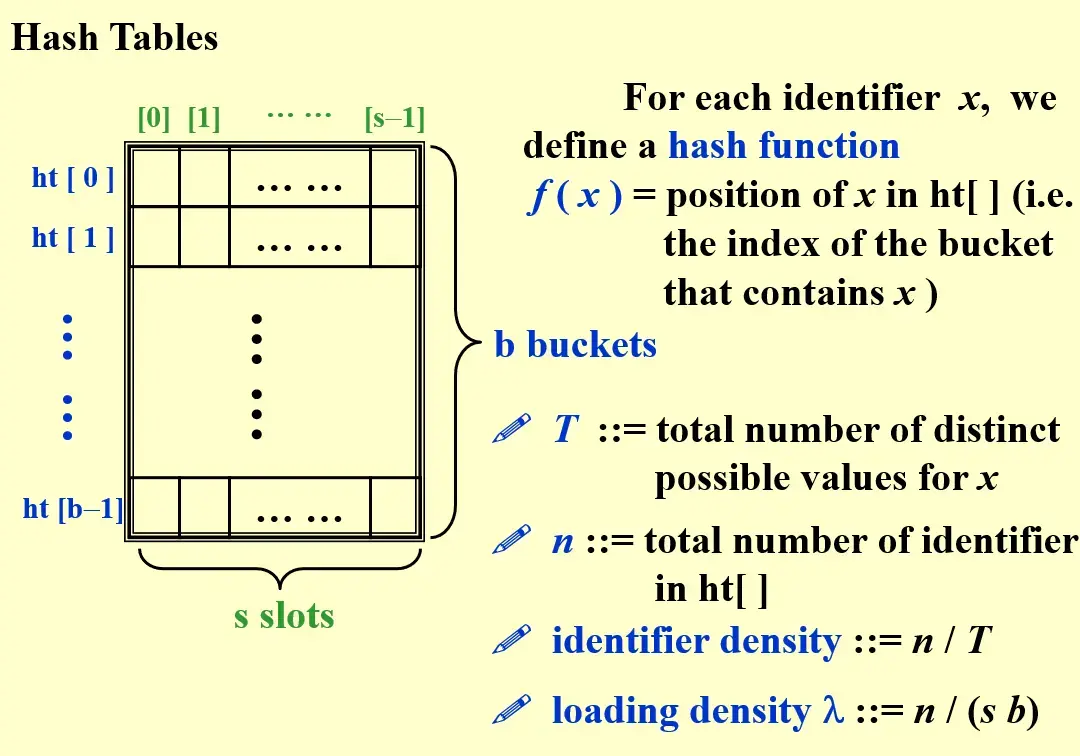 Hash Tables
[0] [1] … … [s–1]
ht [ 0 ] … …
ht [ 1 ] … …
ht [b–1] … …
s slots
b buckets
For each identifier x, we
define a hash function
f ( x ) = position of x in ht[ ] (i.e.
the index of the bucket
that contains x )
T ::= total number of distinct
possible values for x
n ::= total number of identifier
in ht[ ]
identifier density ::= n / T
loading density λ ::= n / (s b)